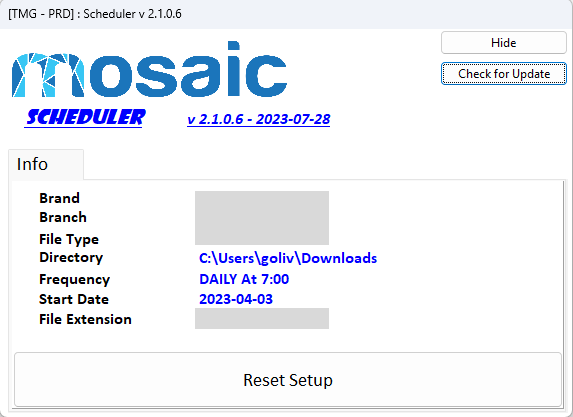 [TMG - PRD] : Scheduler v 2.1.0.6
Hide
mosaic
Check for Update
SCHEDULER v 2.1.0.6 - 2023-07-28
Info
Brand
Branch
File Type
Directory C:\Users\goliv\Downloads
Frequency DAILY At 7:00
Start Date 2023-04-03
File Extension
Reset Setup